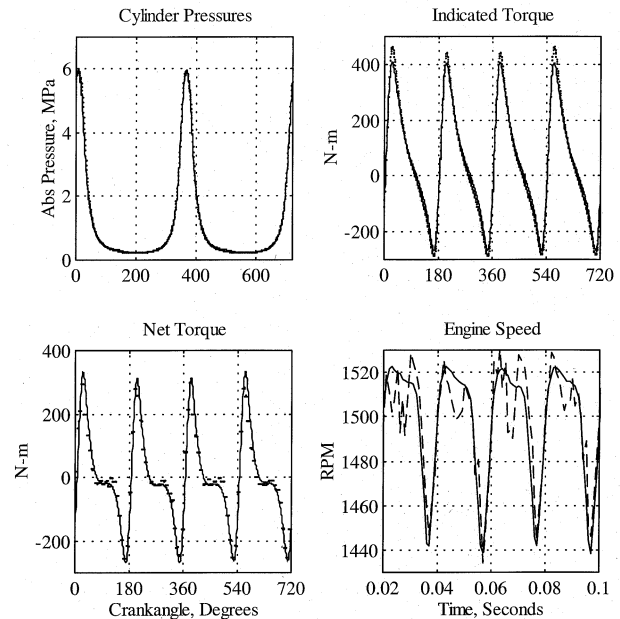 Cylinder Pressures
Indicated Torque
Abs Pressure, MPa
6
4
2
0
0 200 400 600
N-m
400
200
0
-200
0 180 360 540 720
Net Torque
Engine Speed
N-m
400
200
0
-200
0 180 360 540 720
Crankangle, Degrees
RPM
1520
1500
1480
1460
1440
0.02 0.04 0.06 0.08 0.1
Time, Seconds